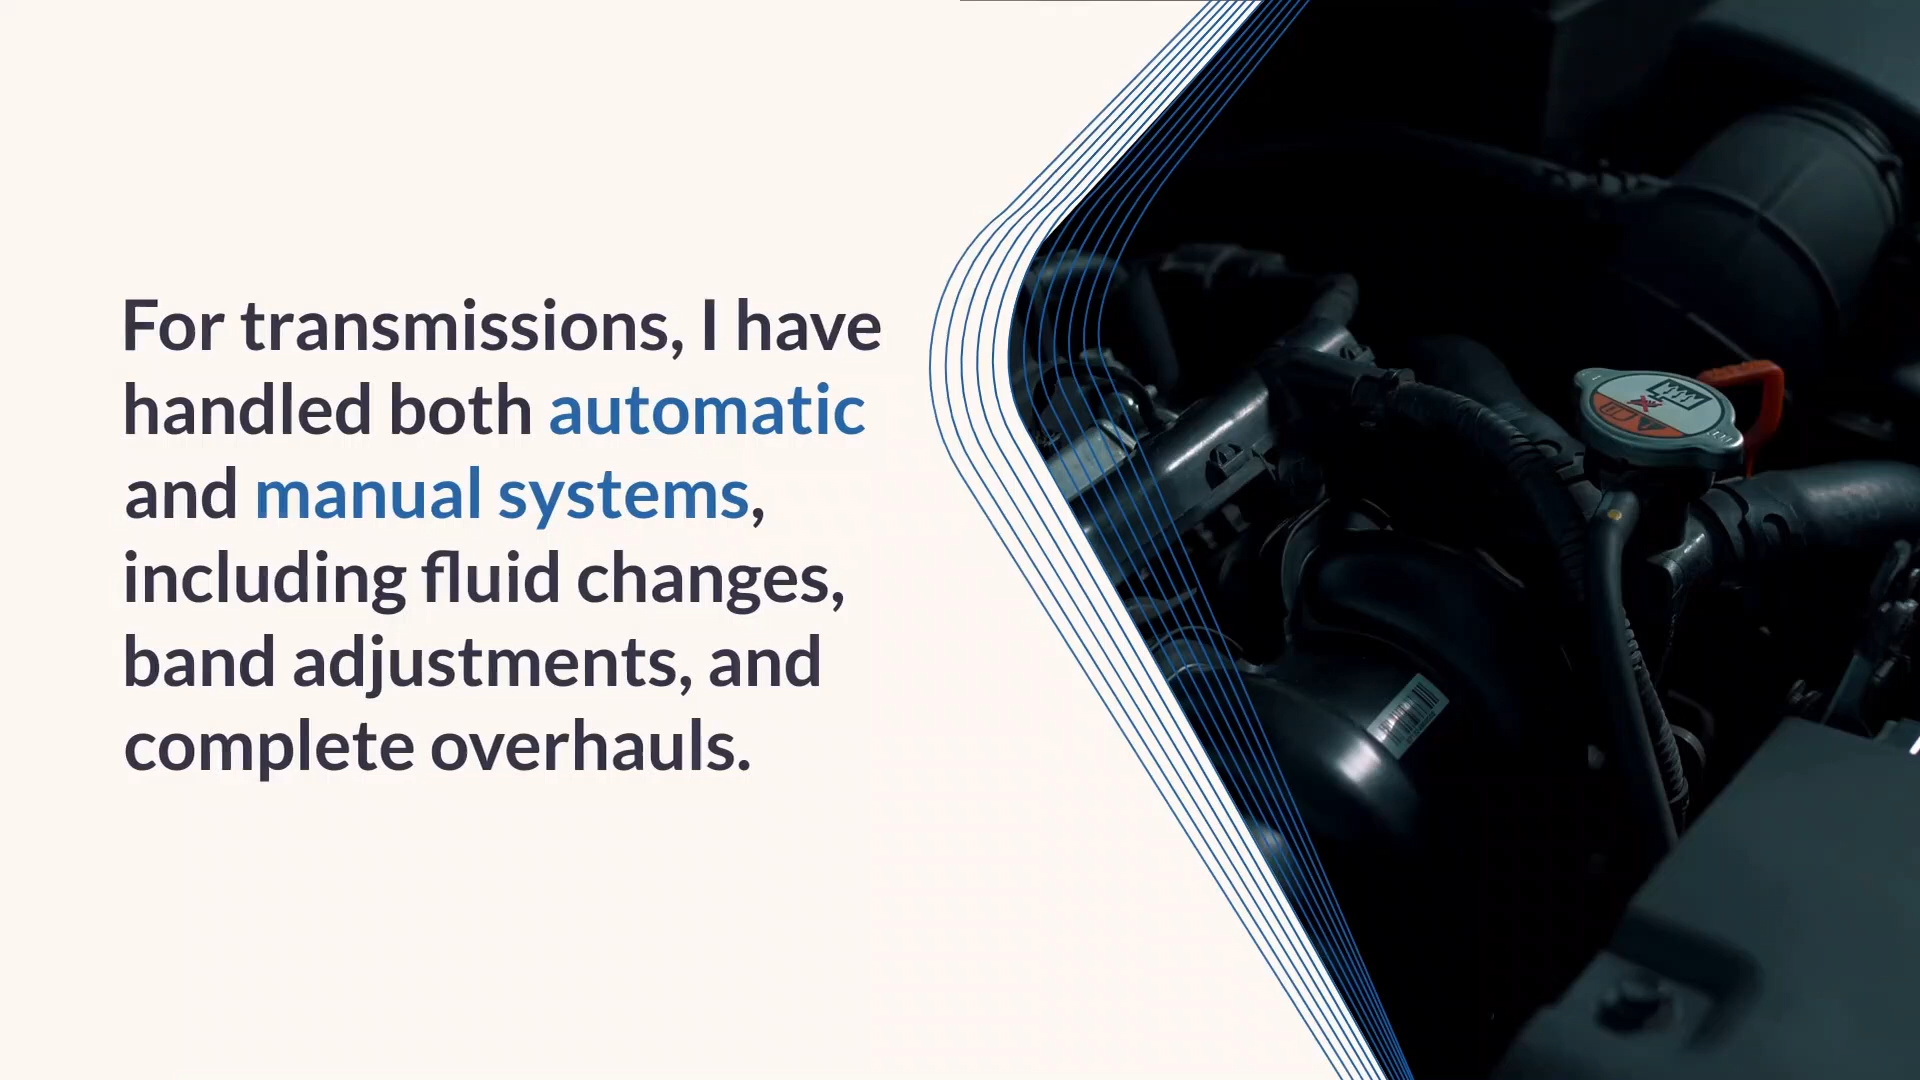 For transmissions, I have
handled both automatic
and manual systems,
including fluid changes,
band adjustments, and
complete overhauls.